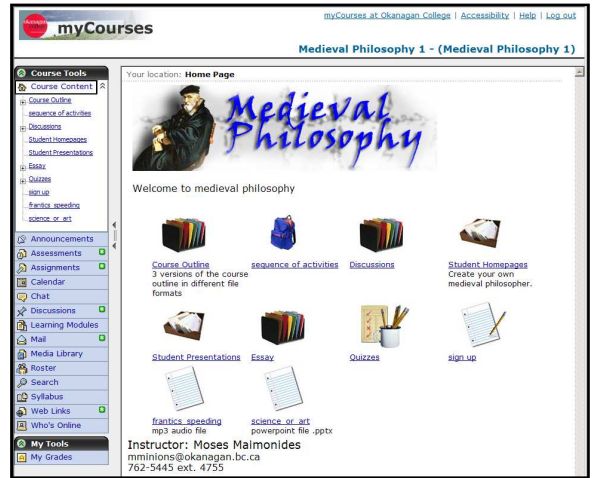 myCourses
myCourses at Okanagan College | Accessibility | Help | Log out
Medieval Philosophy 1 - (Medieval Philosophy 1)
Course Tools
Course Content
Course Outline
sequence of activities
Discussions
Student Homepages
Student Presentations
Essay
Quizzes
sign up
frantics speeding
science or art
Announcements
Assessments
Assignments
Calendar
Chat
Discussions
Learning Modules
Mail
Media Library
Roster
Search
Syllabus
Web Links
Who's Online
My Tools
My Grades
Your location: Home Page
Medieval
Philosophy
Welcome to medieval philosophy
Course Outline
3 versions of the course
outline in different file
formats
sequence of activities
Discussions
Student Homepages
Create your own
medieval philosopher.
Student Presentations
Essay
Quizzes
sign up
frantics speeding
mp3 audio file
science or art
powerpoint file .pptx
Instructor: Moses Maimonides
mminions@okanagan.bc.ca
762-5445 ext. 4755